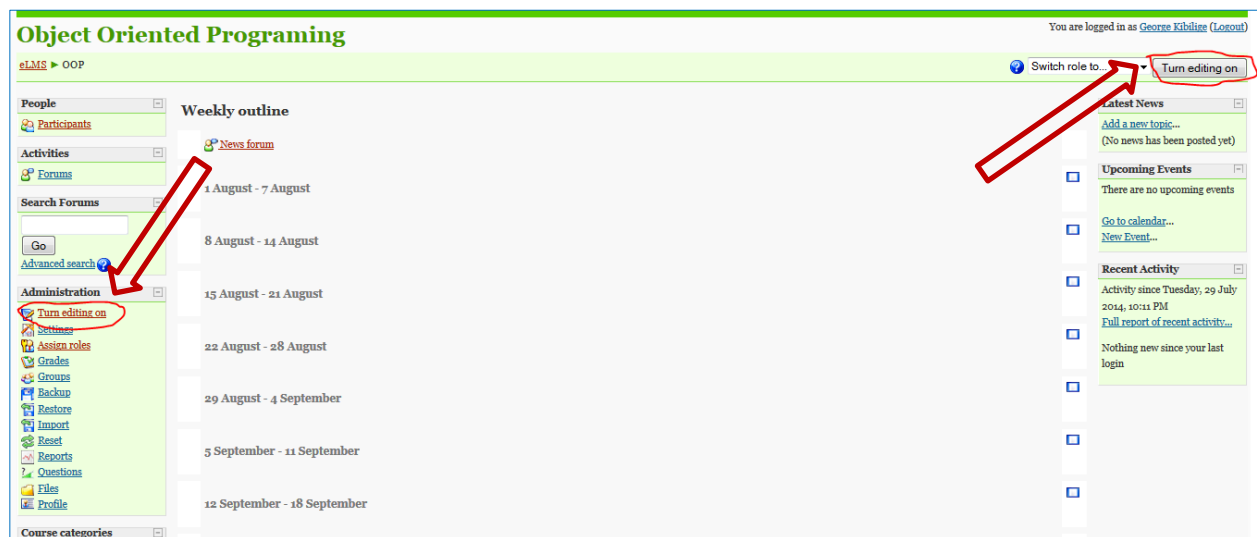 Object Oriented Programing
You are logged in as George Kibilige (Logout)
eLMS ► OOP
Switch role to...
Turn editing on
People
Participants
Activities
Forums
Search Forums
Go
Advanced search
Administration
Turn editing on
Settings
Assign roles
Grades
Groups
Backup
Restore
Import
Reset
Reports
Questions
Files
Profile
Course categories
Weekly outline
News forum
1 August - 7 August
8 August - 14 August
15 August - 21 August
22 August - 28 August
29 August - 4 September
5 September - 11 September
12 September - 18 September
Latest News
Add a new topic...
(No news has been posted yet)
Upcoming Events
There are no upcoming events
Go to calendar...
New Event...
Recent Activity
Activity since Tuesday, 29 July
2014, 10:11 PM
Full report of recent activity...
Nothing new since your last
login